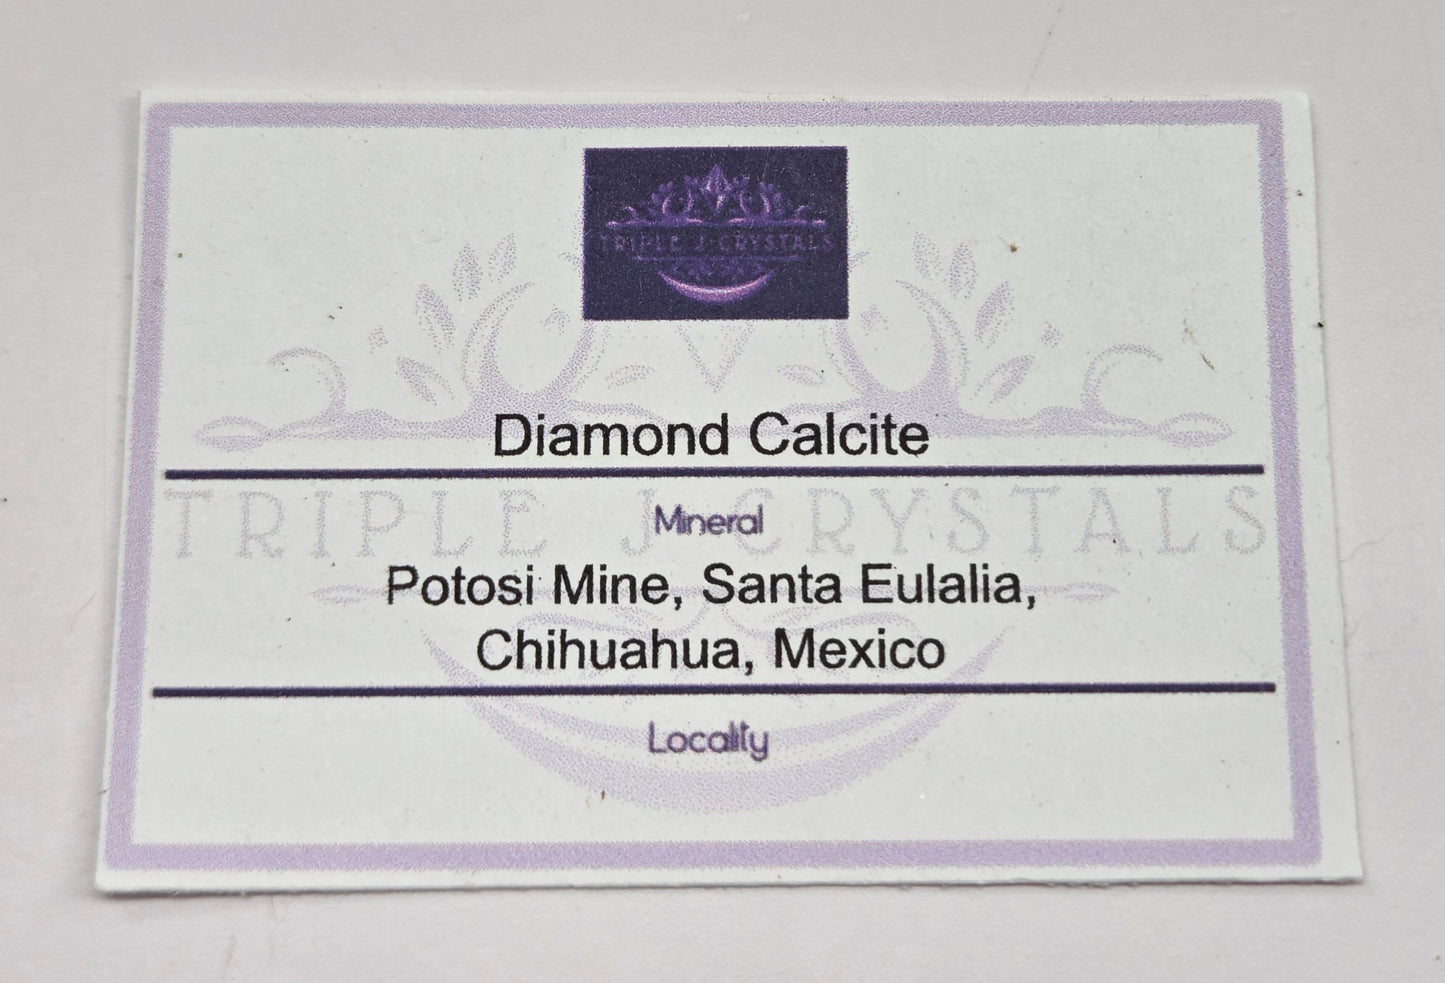 TRIPLE J CRYSTALS
Diamond Calcite
TRIPLE J CRYSTALS
Mineral
Potosi Mine, Santa Eulalia,
Chihuahua, Mexico
Locality